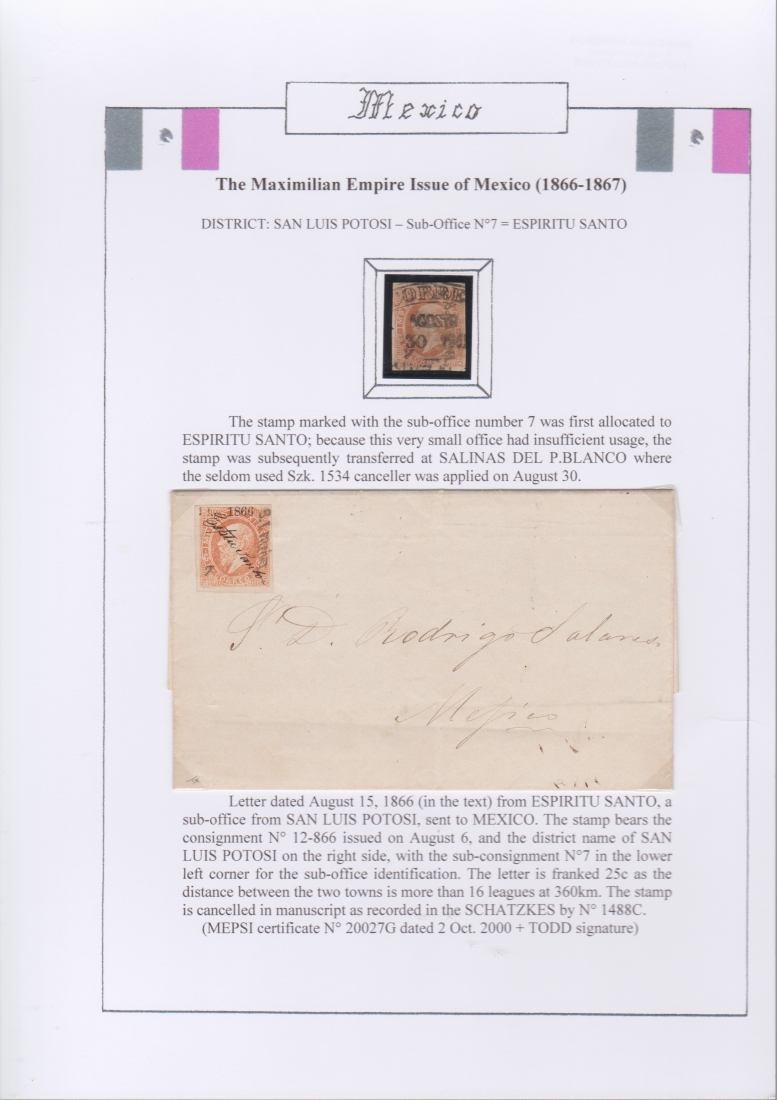 Mexico
The Maximilian Empire Issue of Mexico (1866-1867)
DISTRICT: SAN LUIS POTOSI – Sub-Office N°7 = ESPIRITU SANTO
CORRE
AGOSTO
30
The stamp marked with the sub-office number 7 was first allocated to
ESPIRITU SANTO; because this very small office had insufficient usage, the
stamp was subsequently transferred at SALINAS DEL P.BLANCO where
the seldom used Szk. 1534 canceller was applied on August 30.
1866
S. D. Rodrigo
Mejico
Letter dated August 15, 1866 (in the text) from ESPIRITU SANTO, a
sub-office from SAN LUIS POTOSI, sent to MEXICO. The stamp bears the
consignment N° 12-866 issued on August 6, and the district name of SAN
LUIS POTOSI on the right side, with the sub-consignment N°7 in the lower
left corner for the sub-office identification. The letter is franked 25c as the
distance between the two towns is more than 16 leagues at 360km. The stamp
is cancelled in manuscript as recorded in the SCHATZKES by N° 1488C.
(MEPSI certificate N° 20027G dated 2 Oct. 2000 + TODD signature)